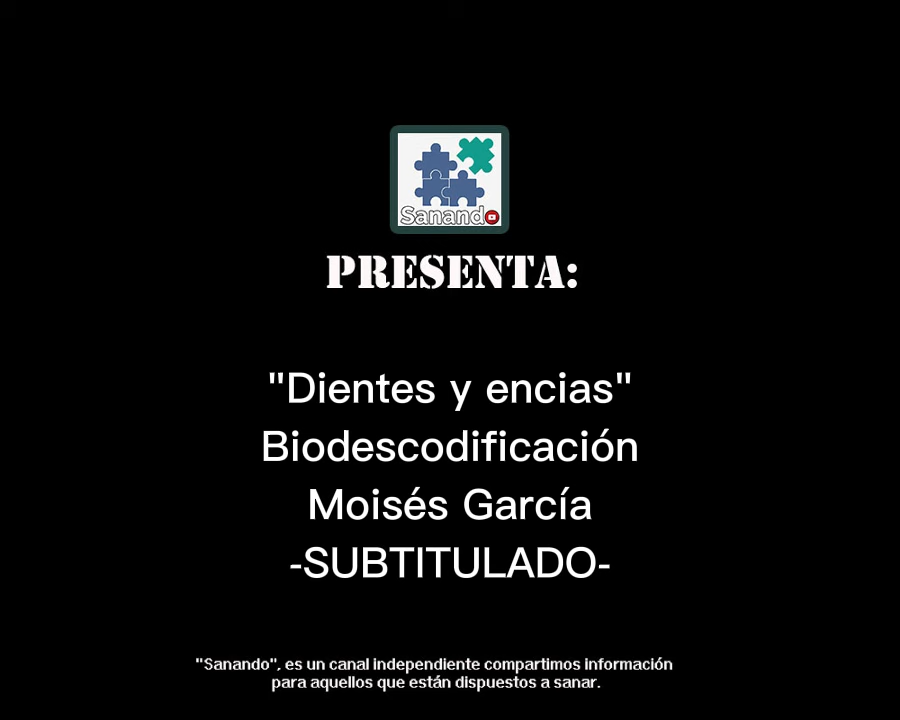 Sanando
PRESENTA:
"Dientes y encias"
Biodescodificación
Moisés García
-SUBTITULADO-
"Sanando", es un canal independiente compartimos información
para aquellos que están dispuestos a sanar.